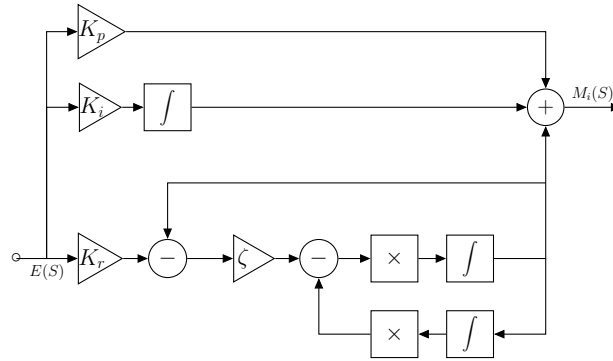 K_p
K_i ∫ + M_i(S)
E(S) K_r − ζ − × ∫
× ∫